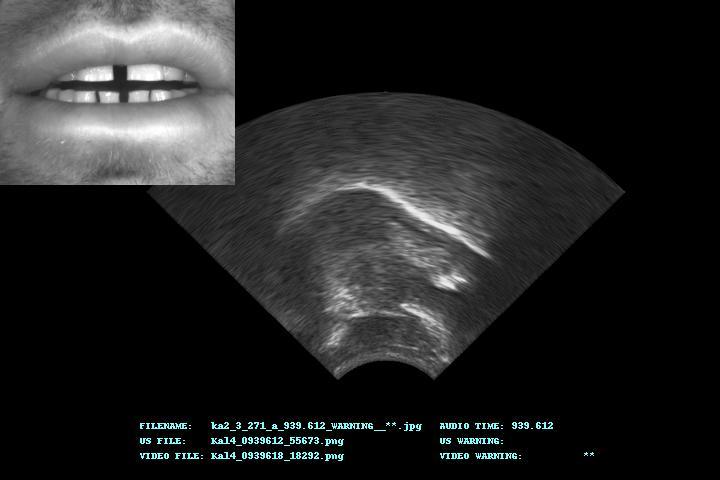 FILENAME: ka2_3_271_a_939.612_WARNING__**.jpg AUDIO TIME: 939.612
US FILE: Kal4_0939612_55673.png US WARNING:
VIDEO FILE: Kal4_0939618_18292.png VIDEO WARNING: **